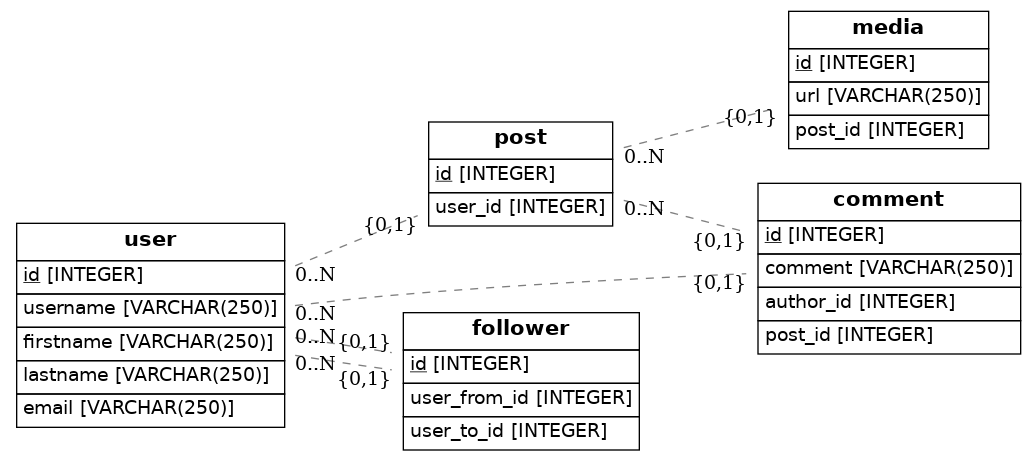 media
id [INTEGER]
url [VARCHAR(250)]
post_id [INTEGER]
{0,1}
0..N
post
id [INTEGER]
user_id [INTEGER]
0..N
{0,1}
comment
id [INTEGER]
comment [VARCHAR(250)]
author_id [INTEGER]
post_id [INTEGER]
{0,1}
0..N
user
id [INTEGER]
username [VARCHAR(250)]
firstname [VARCHAR(250)]
lastname [VARCHAR(250)]
email [VARCHAR(250)]
0..N
{0,1}
0..N
{0,1}
0..N
{0,1}
follower
id [INTEGER]
user_from_id [INTEGER]
user_to_id [INTEGER]